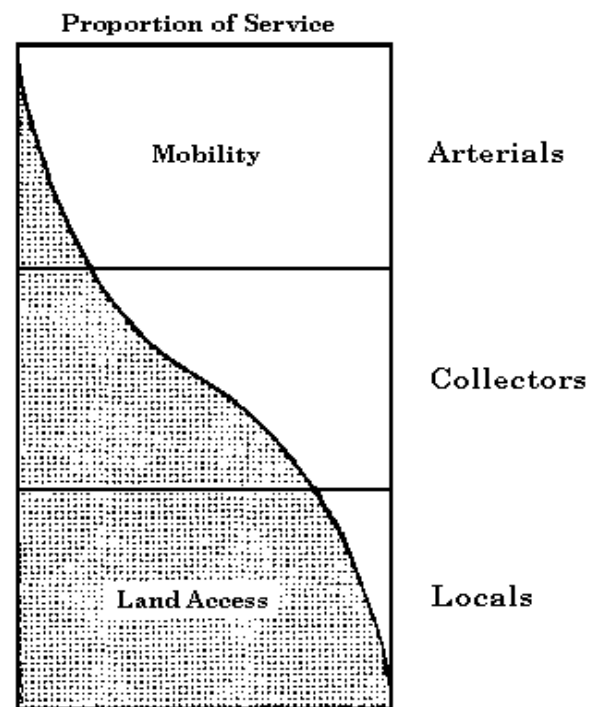 Proportion of Service
Mobility
Arterials
Collectors
Land Access
Locals